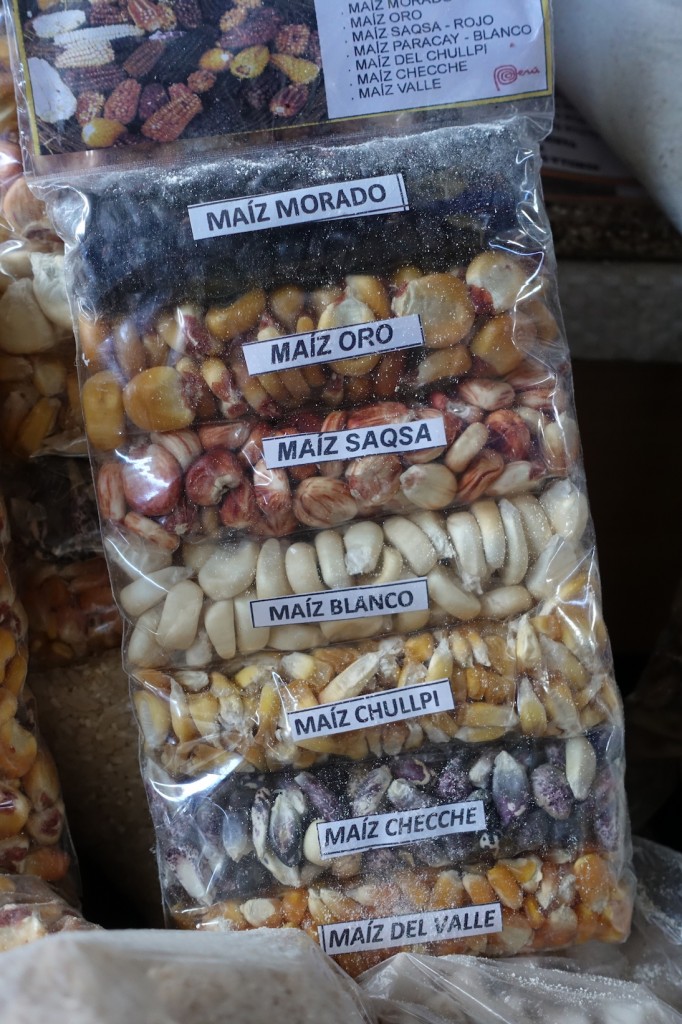 MAÍZ MORADO
. MAÍZ ORO
. MAÍZ SAQSA - ROJO
. MAÍZ PARACAY - BLANCO
. MAÍZ DEL CHULLPI
. MAÍZ CHECCHE
. MAÍZ VALLE
Perú
MAÍZ MORADO
MAÍZ ORO
MAÍZ SAQSA
MAÍZ BLANCO
MAÍZ CHULLPI
MAÍZ CHECCHE
MAÍZ DEL VALLE